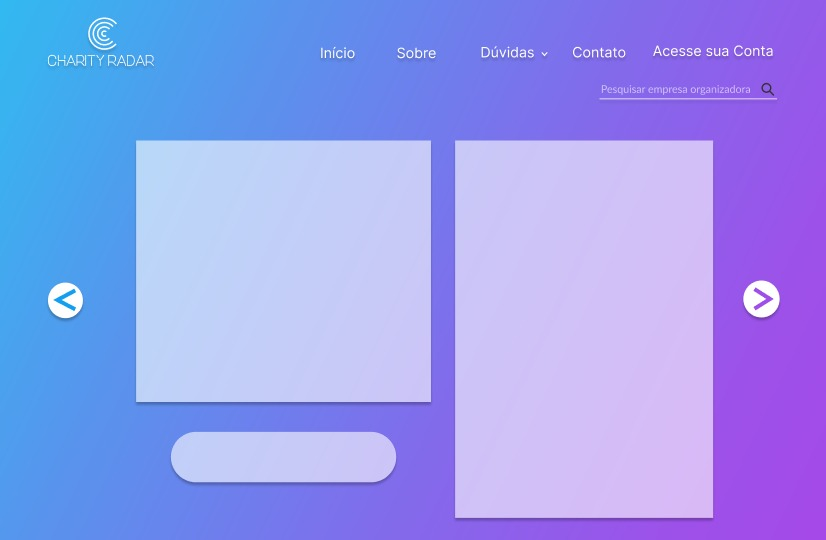 CHARITY RADAR
Início Sobre Dúvidas Contato Acesse sua Conta
Pesquisar empresa organizadora